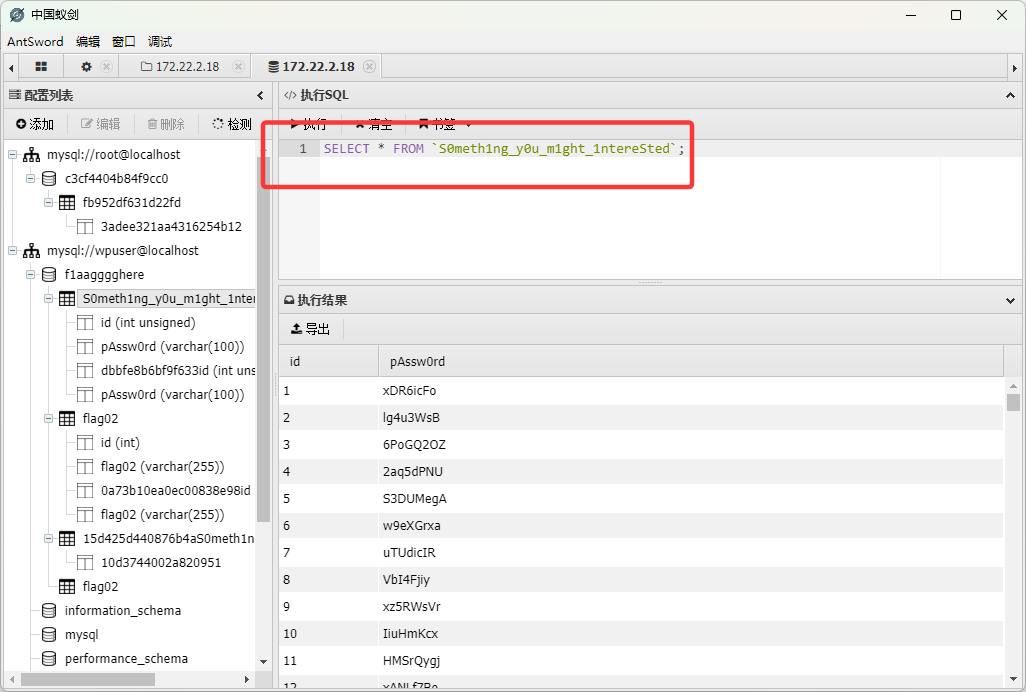 中国蚁剑
AntSword 编辑 窗口 调试
172.22.2.18 172.22.2.18
配置列表
添加 编辑 删除 检测
mysql://root@localhost
c3cf4404b84f9cc0
fb952df631d22fd
3adee321aa4316254b12
mysql://wpuser@localhost
f1aagggghere
S0meth1ng_y0u_m1ght_1nter
id (int unsigned)
pAssw0rd (varchar(100))
dbbfe8b6bf9f633id (int uns
pAssw0rd (varchar(100))
flag02
id (int)
flag02 (varchar(255))
0a73b10ea0ec00838e98id
flag02 (varchar(255))
15d425d440876b4aS0meth1n
10d3744002a820951
flag02
information_schema
mysql
performance_schema
执行SQL
执行 清空 书签
1 SELECT * FROM `S0meth1ng_y0u_m1ght_1ntereSted`;
执行结果
导出
id pAssw0rd
1 xDR6icFo
2 lg4u3WsB
3 6PoGQ2OZ
4 2aq5dPNU
5 S3DUMegA
6 w9eXGrxa
7 uTUdicIR
8 VbI4Fjiy
9 xz5RWsVr
10 IiuHmKcx
11 HMSrQygj
12